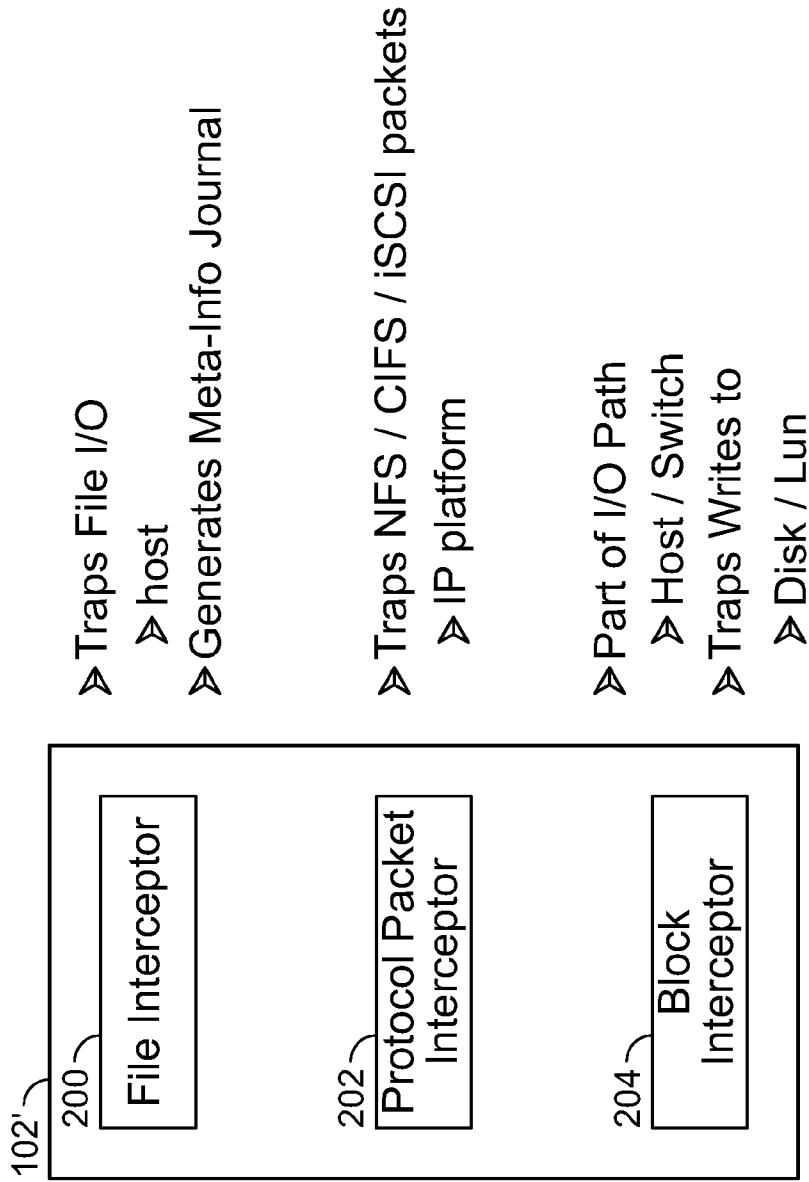 102'
200
File Interceptor
➢Traps File I/O
➢host
➢Generates Meta-Info Journal
202
Protocol Packet
Interceptor
➢Traps NFS / CIFS / iSCSI packets
➢IP platform
204
Block
Interceptor
➢Part of I/O Path
➢Host / Switch
➢Traps Writes to
➢Disk / Lun